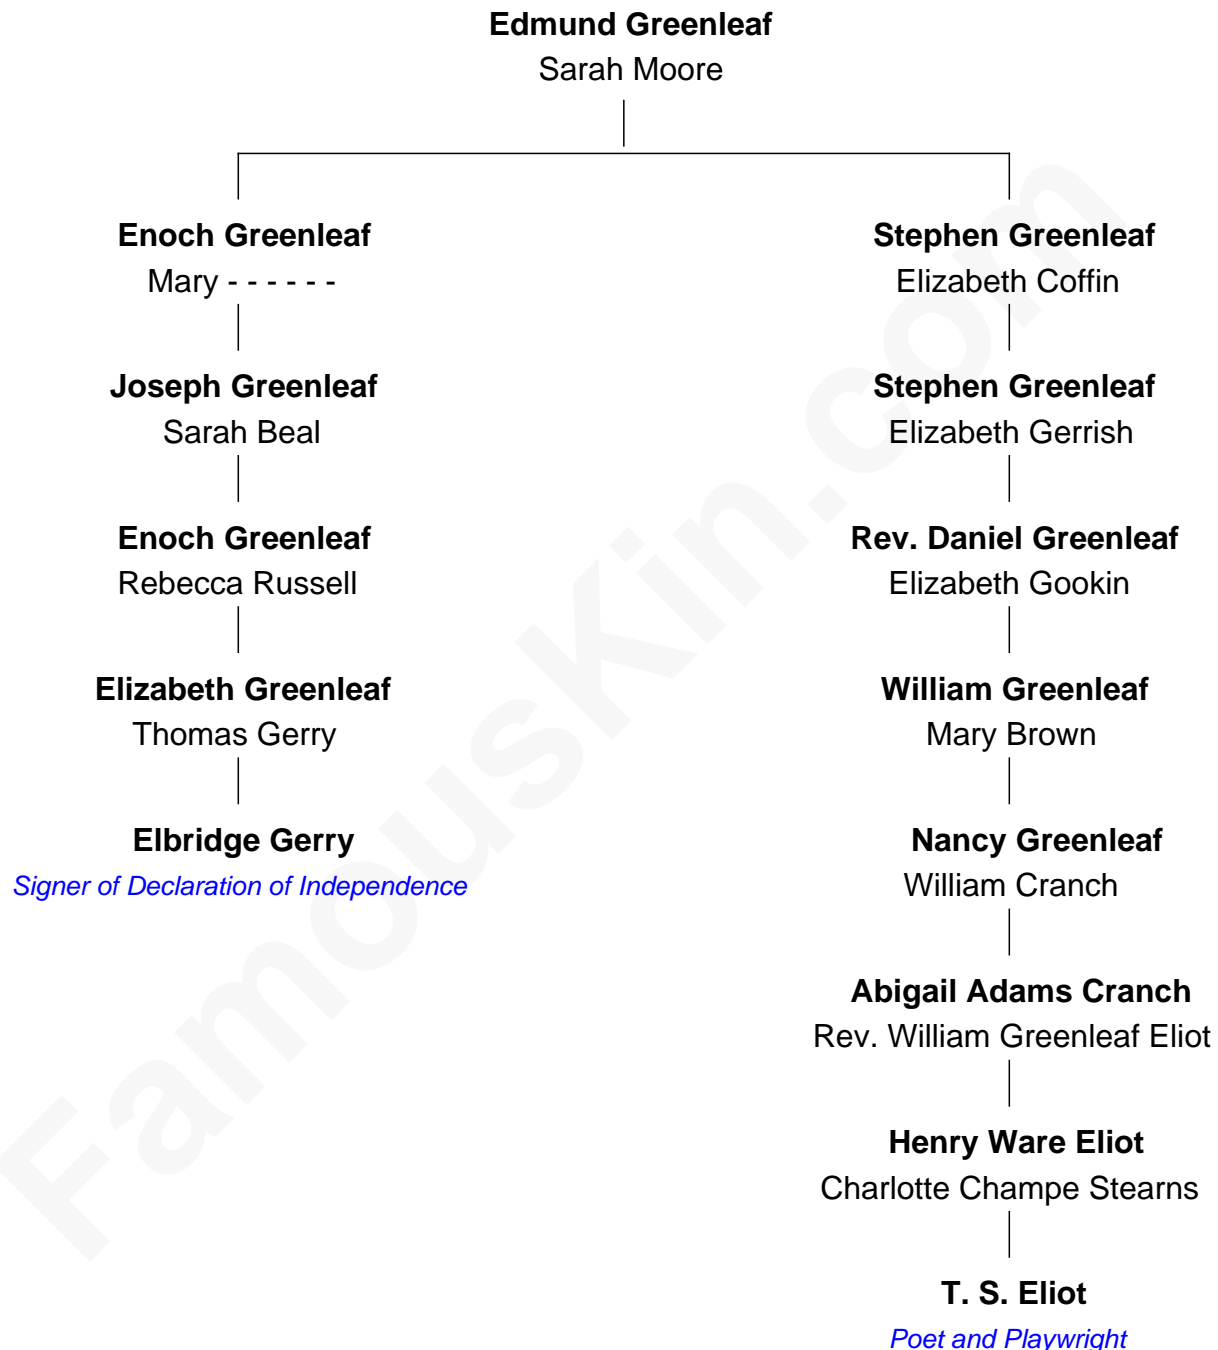 Edmund Greenleaf
Sarah Moore
Enoch Greenleaf
Mary - - - - - -
Stephen Greenleaf
Elizabeth Coffin
Joseph Greenleaf
Sarah Beal
Stephen Greenleaf
Elizabeth Gerrish
Enoch Greenleaf
Rebecca Russell
Rev. Daniel Greenleaf
Elizabeth Gookin
Elizabeth Greenleaf
Thomas Gerry
William Greenleaf
Mary Brown
Elbridge Gerry
Signer of Declaration of Independence
Nancy Greenleaf
William Cranch
Abigail Adams Cranch
Rev. William Greenleaf Eliot
Henry Ware Eliot
Charlotte Champe Stearns
T. S. Eliot
Poet and Playwright
FamousKin.com